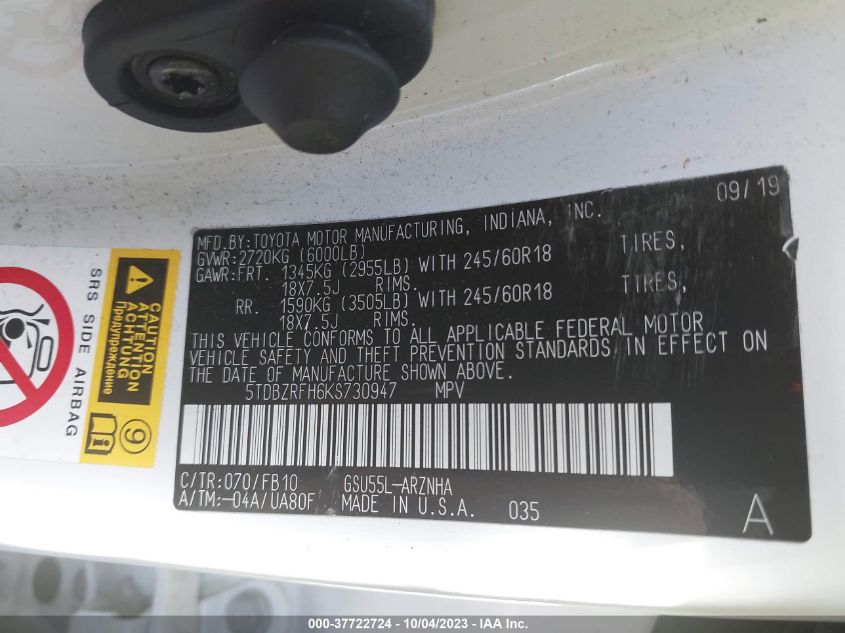 09/19
MFD.BY:TOYOTA MOTOR MANUFACTURING, INDIANA, INC.
GVWR:2720KG (6000LB)
GAWR:FRT. 1345KG (2955LB) WITH 245/60R18 TIRES,
18X7.5J RIMS.
RR. 1590KG (3505LB) WITH 245/60R18 TIRES,
18X7.5J RIMS.
THIS VEHICLE CONFORMS TO ALL APPLICABLE FEDERAL MOTOR
VEHICLE SAFETY AND THEFT PREVENTION STANDARDS IN EFFECT ON
THE DATE OF MANUFACTURE SHOWN ABOVE.
5TDBZRFH6KS730947 MPV
C/TR:070/FB10 GSU55L-ARZNHA
A/TM:-04A/UA80F MADE IN U.S.A. 035 A
SRS SIDE AIRBAG
CAUTION
ATTENTION
ACHTUNG
Предупреждение
9
000-37722724 - 10/04/2023 - IAA Inc.